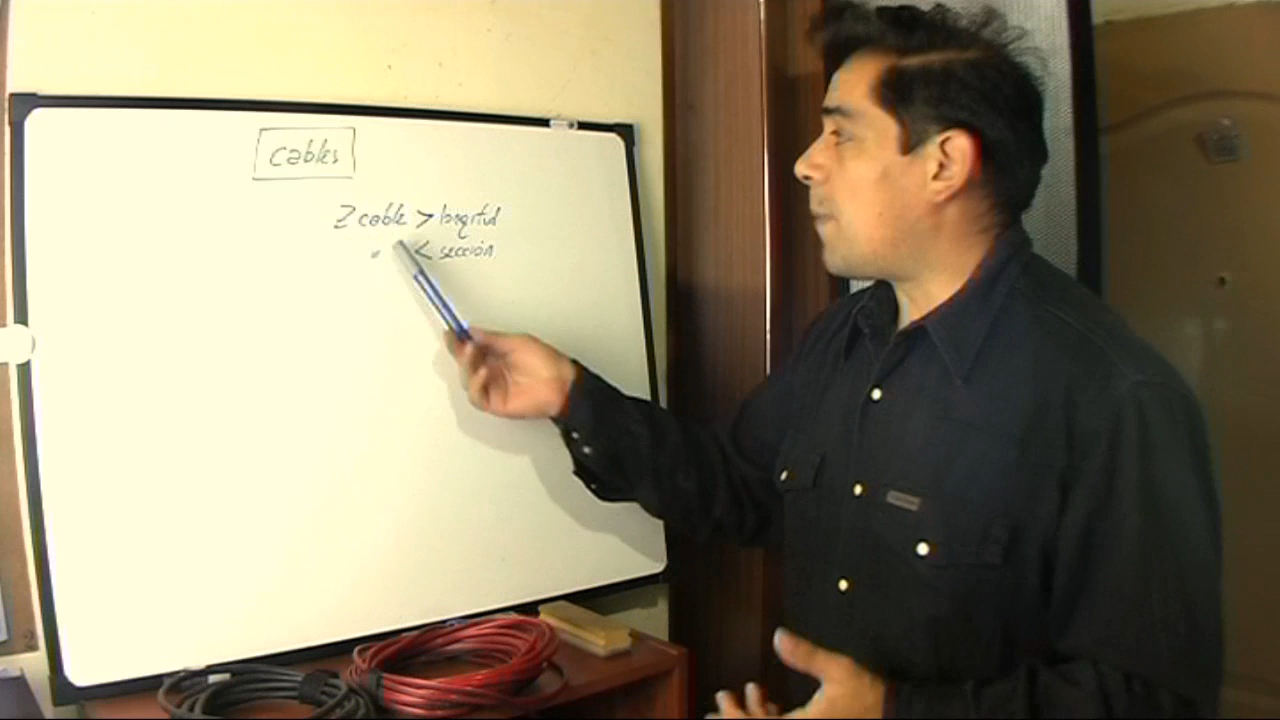 cables
Z cable > longitud
" < sección